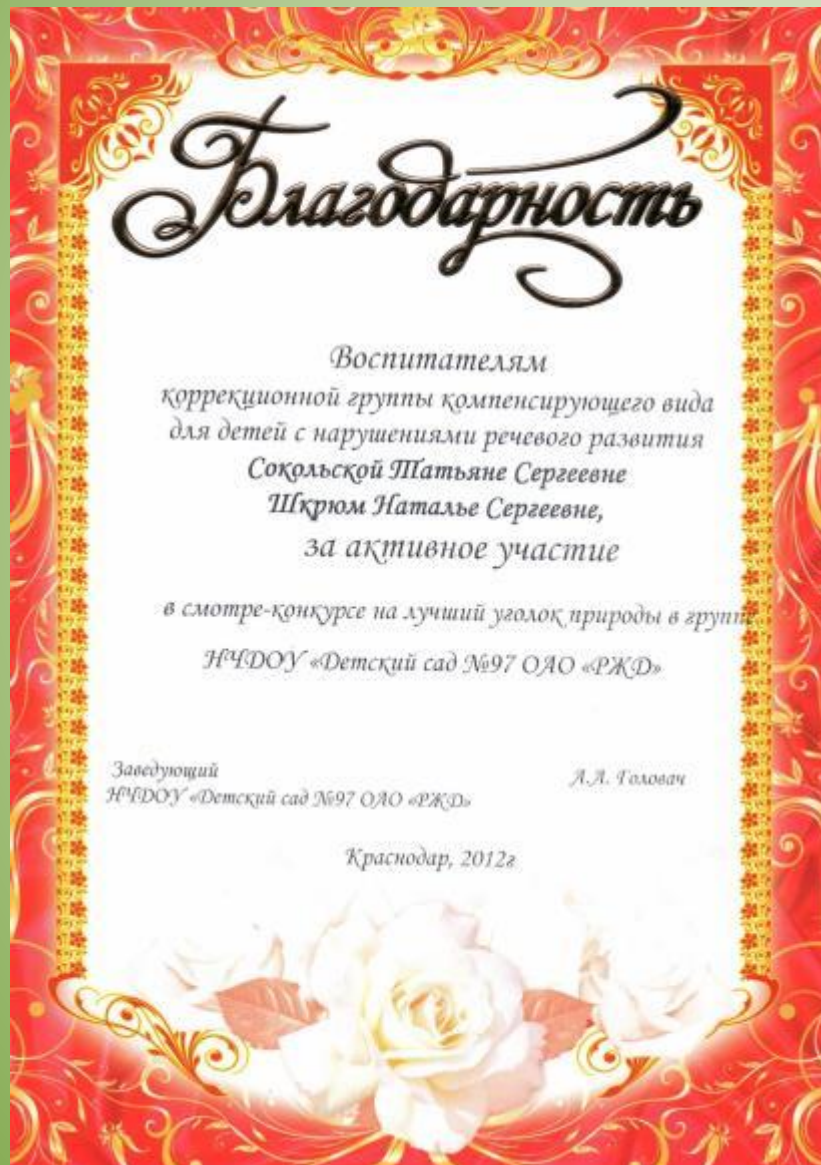 Благодарность
Воспитателям
коррекционной группы компенсирующего вида
для детей с нарушениями речевого развития
Сокольской Татьяне Сергеевне
Шкрюм Наталье Сергеевне,
за активное участие
в смотре-конкурсе на лучший уголок природы в группе
НЧДОУ «Детский сад №97 ОАО «РЖД»
Заведующий
НЧДОУ «Детский сад №97 ОАО «РЖД»
А.А. Головач
Краснодар, 2012г